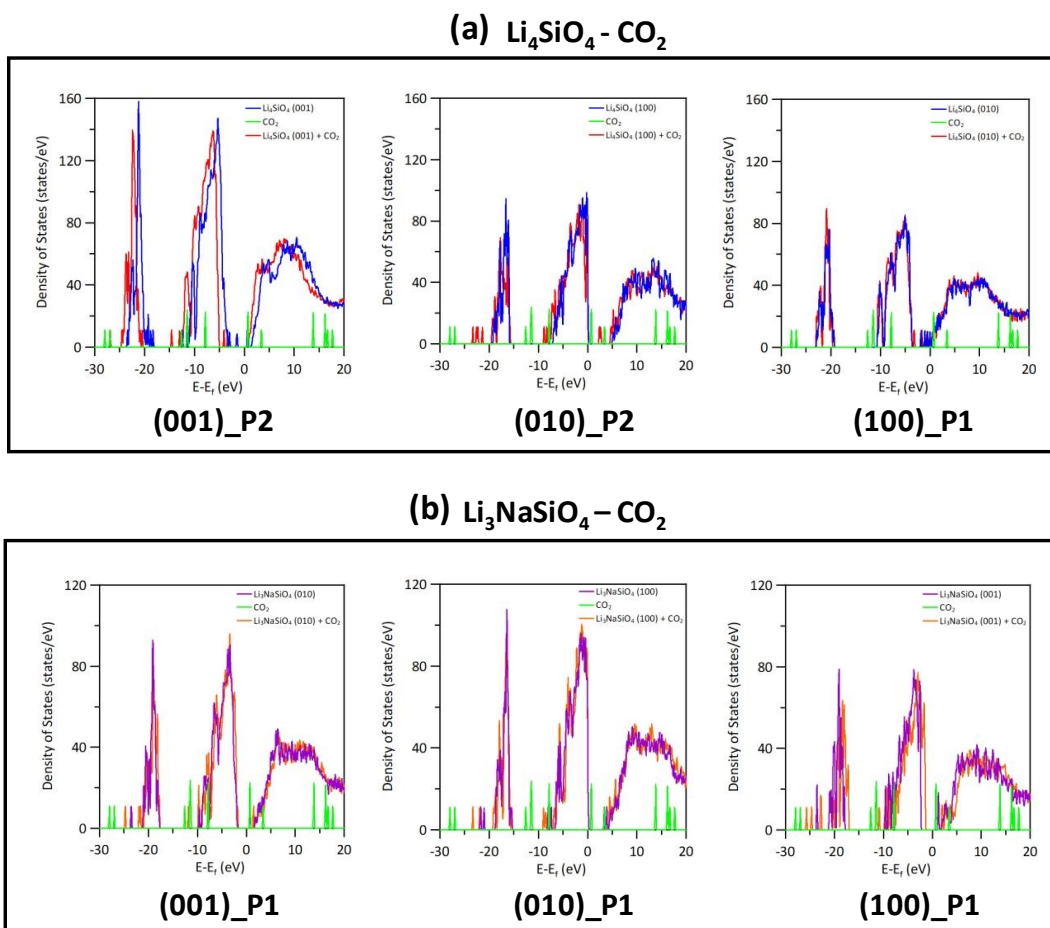 (a) Li₄SiO₄ - CO₂
160
120
80
40
0
-30 -20 -10 0 10 20
Density of States (states/eV)
E-Ef (eV)
Li₄SiO₄ (001)
CO₂
Li₄SiO₄ (001) + CO₂
(001)_P2
160
120
80
40
0
-30 -20 -10 0 10 20
Density of States (states/eV)
E-Ef (eV)
Li₄SiO₄ (100)
CO₂
Li₄SiO₄ (100) + CO₂
(010)_P2
160
120
80
40
0
-30 -20 -10 0 10 20
Density of States (states/eV)
E-Ef (eV)
Li₄SiO₄ (010)
CO₂
Li₄SiO₄ (010) + CO₂
(100)_P1
(b) Li₃NaSiO₄ – CO₂
120
80
40
0
-30 -20 -10 0 10 20
Density of States (states/eV)
E-Ef (eV)
Li₃NaSiO₄ (010)
CO₂
Li₃NaSiO₄ (010) + CO₂
(001)_P1
120
80
40
0
-30 -20 -10 0 10 20
Density of States (states/eV)
E-Ef (eV)
Li₃NaSiO₄ (100)
CO₂
Li₃NaSiO₄ (100) + CO₂
(010)_P1
120
80
40
0
-30 -20 -10 0 10 20
Density of States (states/eV)
E-Ef (eV)
Li₃NaSiO₄ (001)
CO₂
Li₃NaSiO₄ (001) + CO₂
(100)_P1